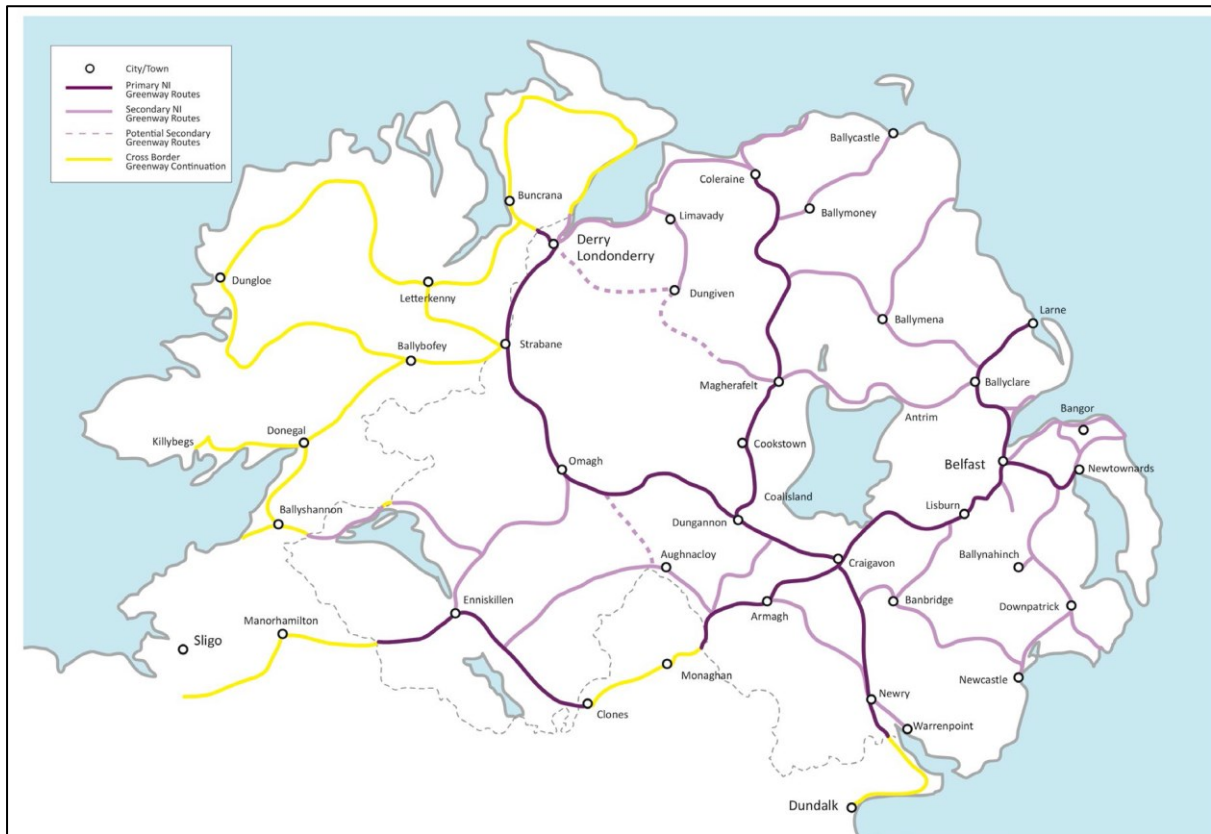 City/Town
Primary NI
Greenway Routes
Secondary NI
Greenway Routes
Potential Secondary
Greenway Routes
Cross Border
Greenway Continuation
Ballycastle
Coleraine
Buncrana
Limavady
Ballymoney
Derry
Londonderry
Dungloe
Letterkenny
Dungiven
Larne
Ballymena
Strabane
Ballybofey
Magherafelt
Ballyclare
Antrim
Bangor
Killybegs
Donegal
Cookstown
Omagh
Belfast
Newtownards
Coalisland
Lisburn
Ballyshannon
Dungannon
Aughnacloy
Craigavon
Ballynahinch
Enniskillen
Armagh
Banbridge
Downpatrick
Manorhamilton
Sligo
Monaghan
Newcastle
Clones
Newry
Warrenpoint
Dundalk